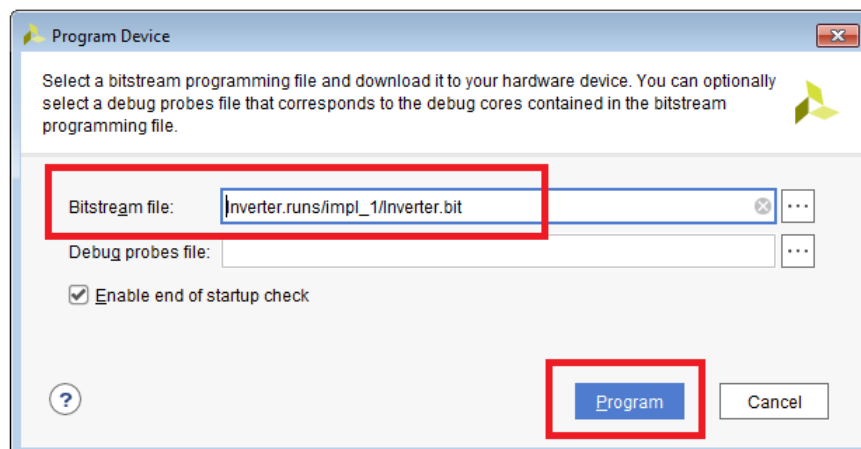 Program Device
Select a bitstream programming file and download it to your hardware device. You can optionally
select a debug probes file that corresponds to the debug cores contained in the bitstream
programming file.
Bitstream file: Inverter.runs/impl_1/Inverter.bit ...
Debug probes file: ...
Enable end of startup check
? Program Cancel